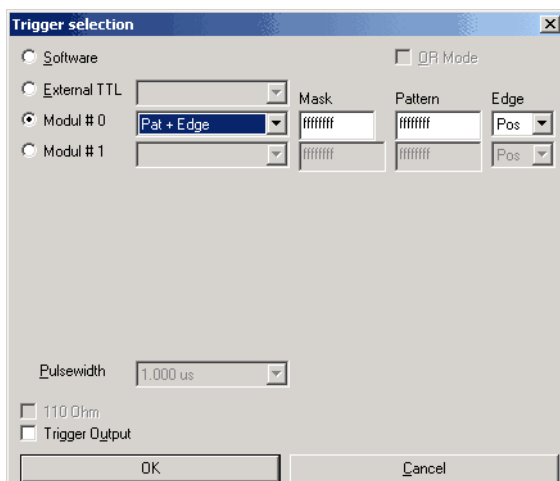 Trigger selection
Software
OR Mode
External TTL
Mask
Pattern
Edge
Modul # 0 Pat + Edge ffffffff ffffffff Pos
Modul # 1 ffffffff ffffffff Pos
Pulsewidth 1.000 us
110 Ohm
Trigger Output
OK Cancel